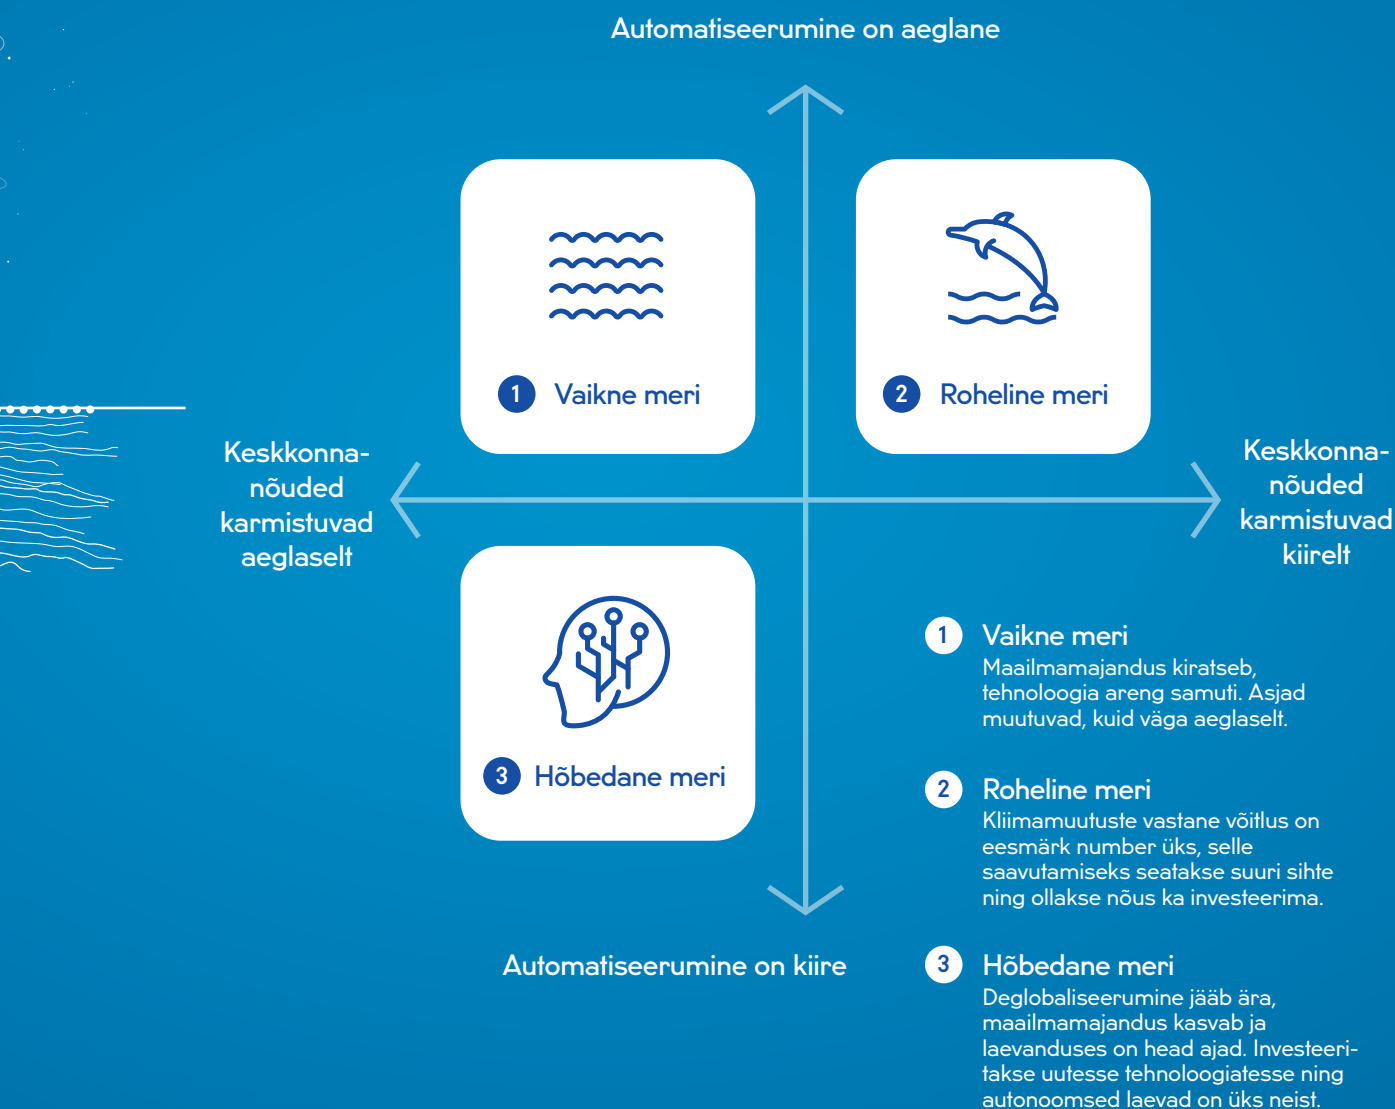 Automatiseerumine on aeglane
1 Vaikne meri
2 Roheline meri
Keskkonna-
nõuded
karmistuvad
aeglaselt
Keskkonna-
nõuded
karmistuvad
kiirelt
3 Hõbedane meri
Automatiseerumine on kiire
1 Vaikne meri
Maailmamajandus kiratseb,
tehnoloogia areng samuti. Asjad
muutuvad, kuid väga aeglaselt.
2 Roheline meri
Kliimamuutuste vastane võitlus on
eesmärk number üks, selle
saavutamiseks seatakse suuri sihte
ning ollakse nõus ka investeerima.
3 Hõbedane meri
Deglobaliseerumine jääb ära,
maailmamajandus kasvab ja
laevanduses on head ajad. Investeeri-
takse uutesse tehnoloogiatesse ning
autonoomsed laevad on üks neist.